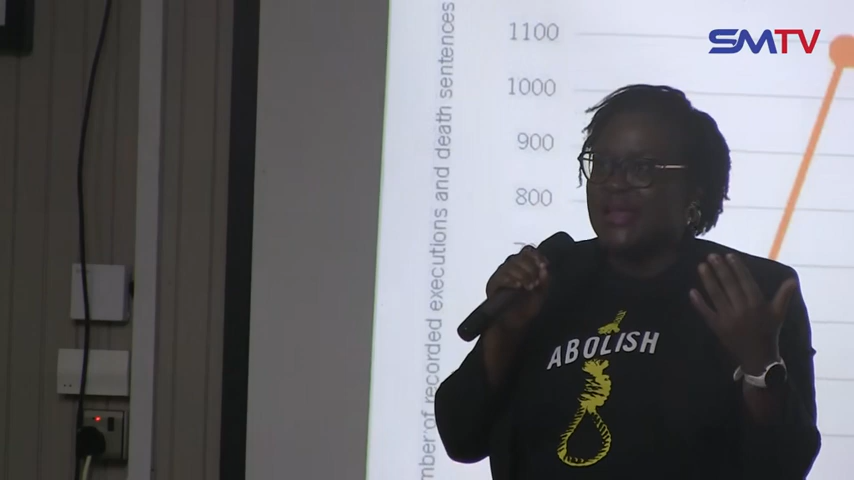 SMTV
1100
1000
900
800
mber of recorded executions and death sentences
ABOLISH